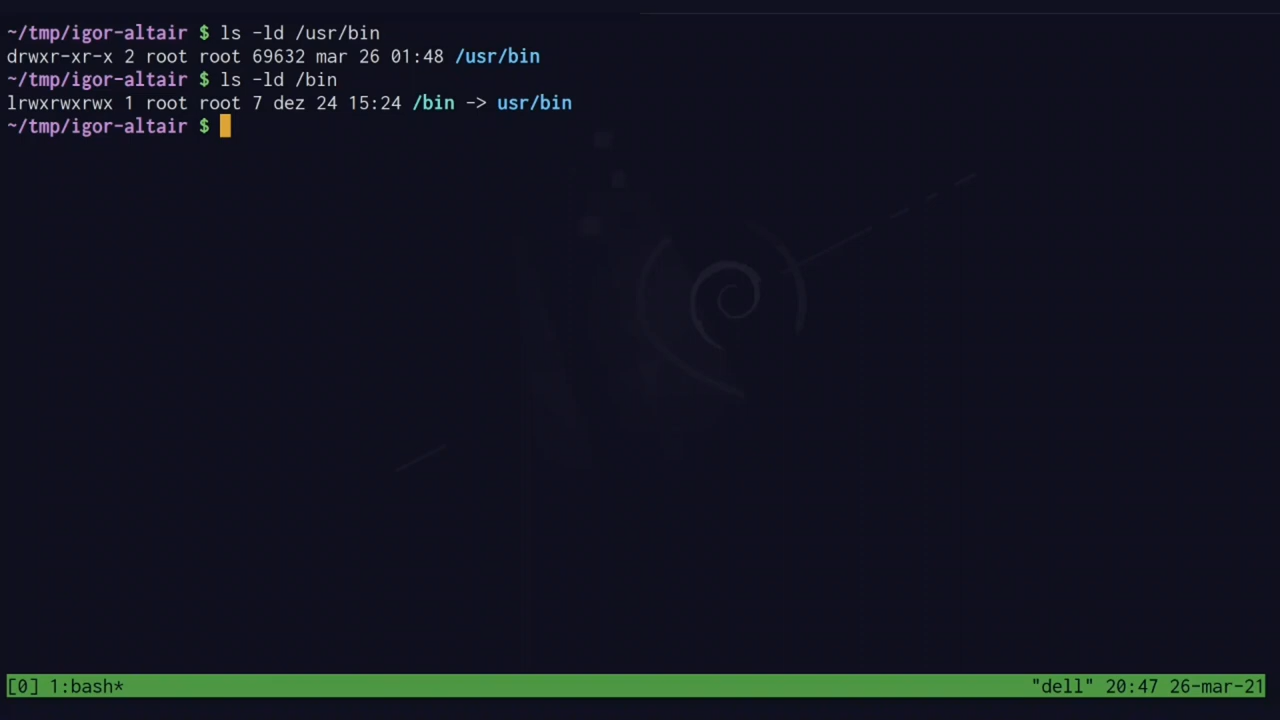 ~/tmp/igor-altair $ ls -ld /usr/bin
drwxr-xr-x 2 root root 69632 mar 26 01:48 /usr/bin
~/tmp/igor-altair $ ls -ld /bin
lrwxrwxrwx 1 root root 7 dez 24 15:24 /bin -> usr/bin
~/tmp/igor-altair $
[0] 1:bash* "dell" 20:47 26-mar-21